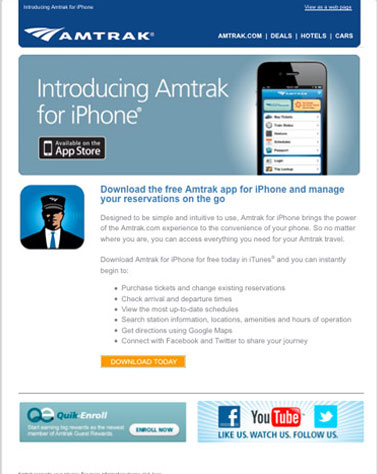 Introducing Amtrak for iPhone
View as a web page
AMTRAK®
AMTRAK.COM | DEALS | HOTELS | CARS
Introducing Amtrak
for iPhone®
Available on the
App Store
AMTRAK
Buy Tickets
Train Status
Stations
Schedules
Passport
Login
Trip Lookup
Download the free Amtrak app for iPhone and manage
your reservations on the go
Designed to be simple and intuitive to use, Amtrak for iPhone brings the power
of the Amtrak.com experience to the convenience of your phone. So no matter
where you are, you can access everything you need for your Amtrak travel.
Download Amtrak for iPhone for free today in iTunes® and you can instantly
begin to:
• Purchase tickets and change existing reservations
• Check arrival and departure times
• View the most up-to-date schedules
• Search station information, locations, amenities and hours of operation
• Get directions using Google Maps
• Connect with Facebook and Twitter to share your journey
DOWNLOAD TODAY
QE Quik-Enroll
Start earning big rewards as the newest
member of Amtrak Guest Rewards.
ENROLL NOW
f
YouTube
LIKE US. WATCH US. FOLLOW US.